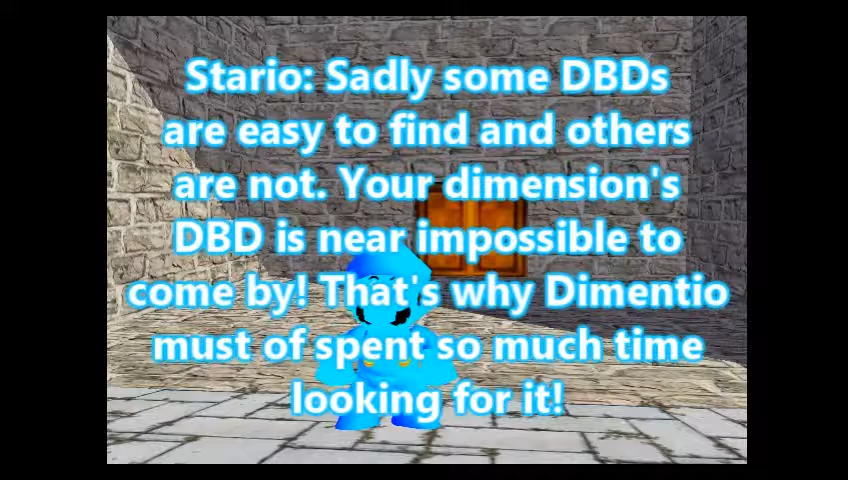 Stario: Sadly some DBDs
are easy to find and others
are not. Your dimension's
DBD is near impossible to
come by! That's why Dimentio
must of spent so much time
looking for it!